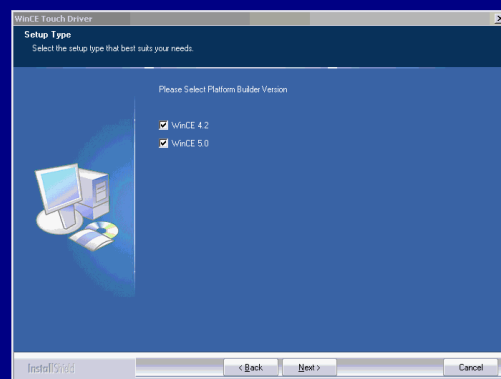 WinCE Touch Driver
Setup Type
Select the setup type that best suits your needs.
Please Select Platform Builder Version
WinCE 4.2
WinCE 5.0
InstallShield
< Back
Next >
Cancel